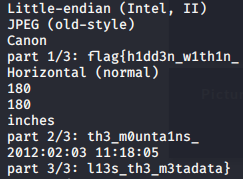 Little-endian (Intel, II)
JPEG (old-style)
Canon
part 1/3: flag{h1dd3n_w1th1n_
Horizontal (normal)
180
180
inches
part 2/3: th3_m0unta1ns_
2012:02:03 11:18:05
part 3/3: l13s_th3_m3tadata}